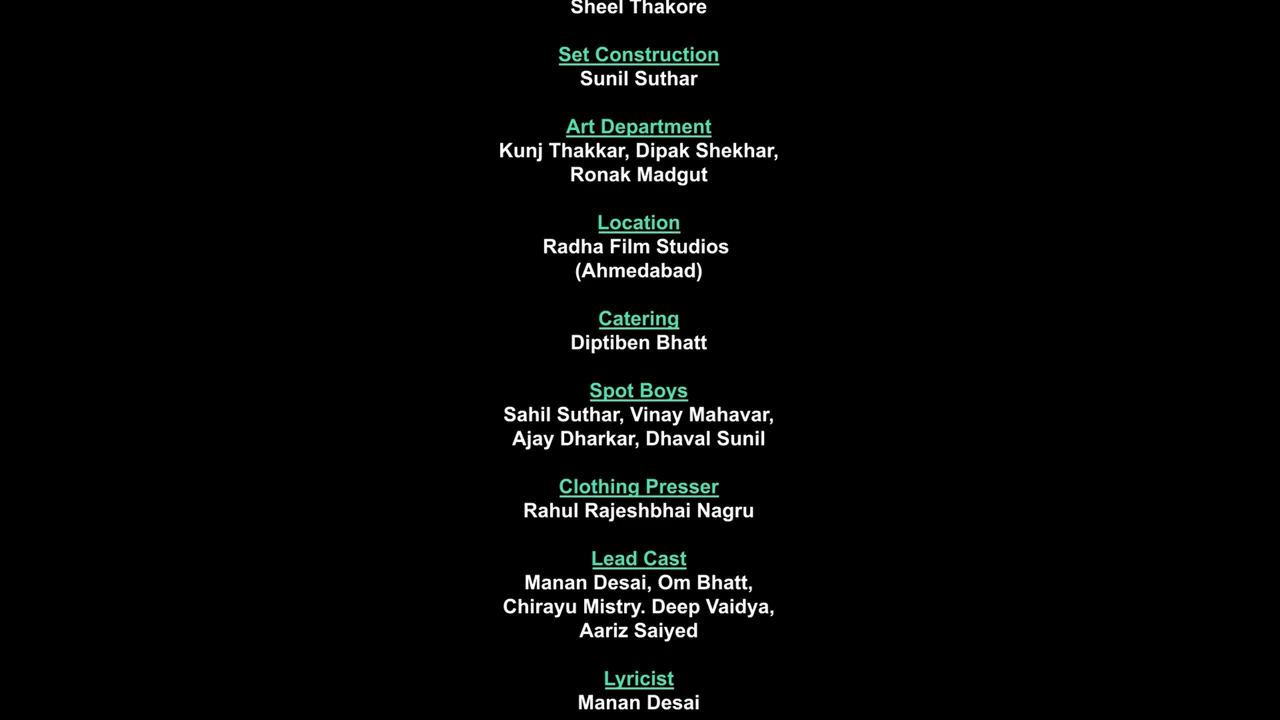 Sheel Thakore
Set Construction
Sunil Suthar
Art Department
Kunj Thakkar, Dipak Shekhar,
Ronak Madgut
Location
Radha Film Studios
(Ahmedabad)
Catering
Diptiben Bhatt
Spot Boys
Sahil Suthar, Vinay Mahavar,
Ajay Dharkar, Dhaval Sunil
Clothing Presser
Rahul Rajeshbhai Nagru
Lead Cast
Manan Desai, Om Bhatt,
Chirayu Mistry. Deep Vaidya,
Aariz Saiyed
Lyricist
Manan Desai